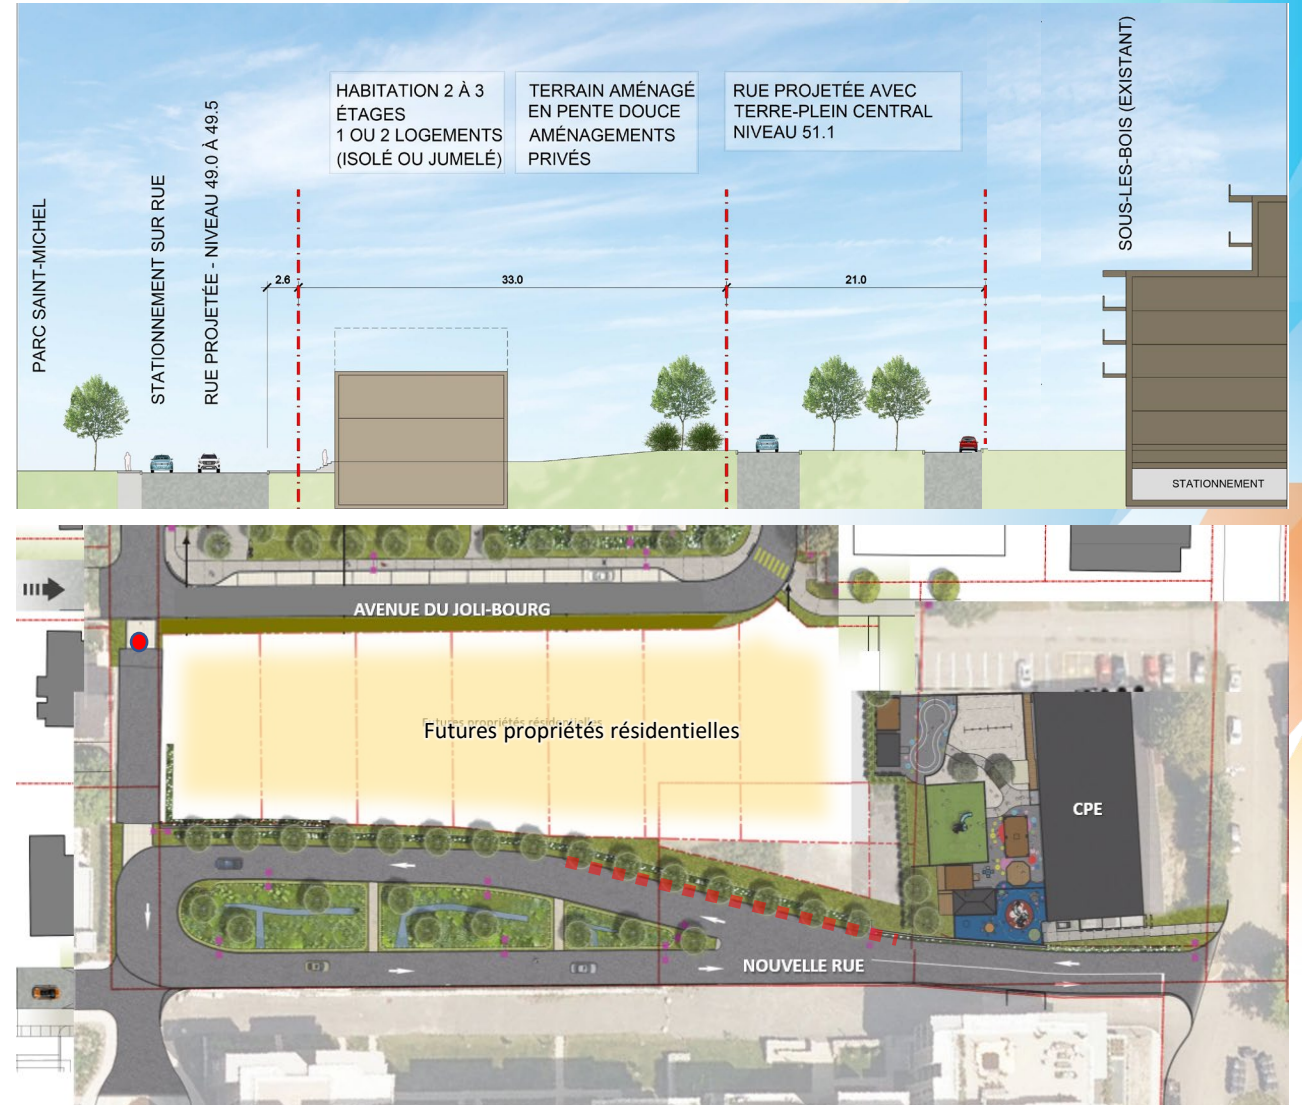 HABITATION 2 À 3
ÉTAGES
1 OU 2 LOGEMENTS
(ISOLÉ OU JUMELÉ)
TERRAIN AMÉNAGÉ
EN PENTE DOUCE
AMÉNAGEMENTS
PRIVÉS
RUE PROJETÉE AVEC
TERRE-PLEIN CENTRAL
NIVEAU 51.1
PARC SAINT-MICHEL
STATIONNEMENT SUR RUE
RUE PROJETÉE - NIVEAU 49.0 À 49.5
SOUS-LES-BOIS (EXISTANT)
2.6
33.0
21.0
STATIONNEMENT
AVENUE DU JOLI-BOURG
Futures propriétés résidentielles
Futures propriétés résidentielles
CPE
NOUVELLE RUE